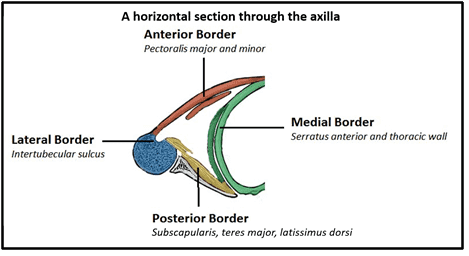 A horizontal section through the axilla
Anterior Border
Pectoralis major and minor
Medial Border
Serratus anterior and thoracic wall
Lateral Border
Intertubecular sulcus
Posterior Border
Subscapularis, teres major, latissimus dorsi